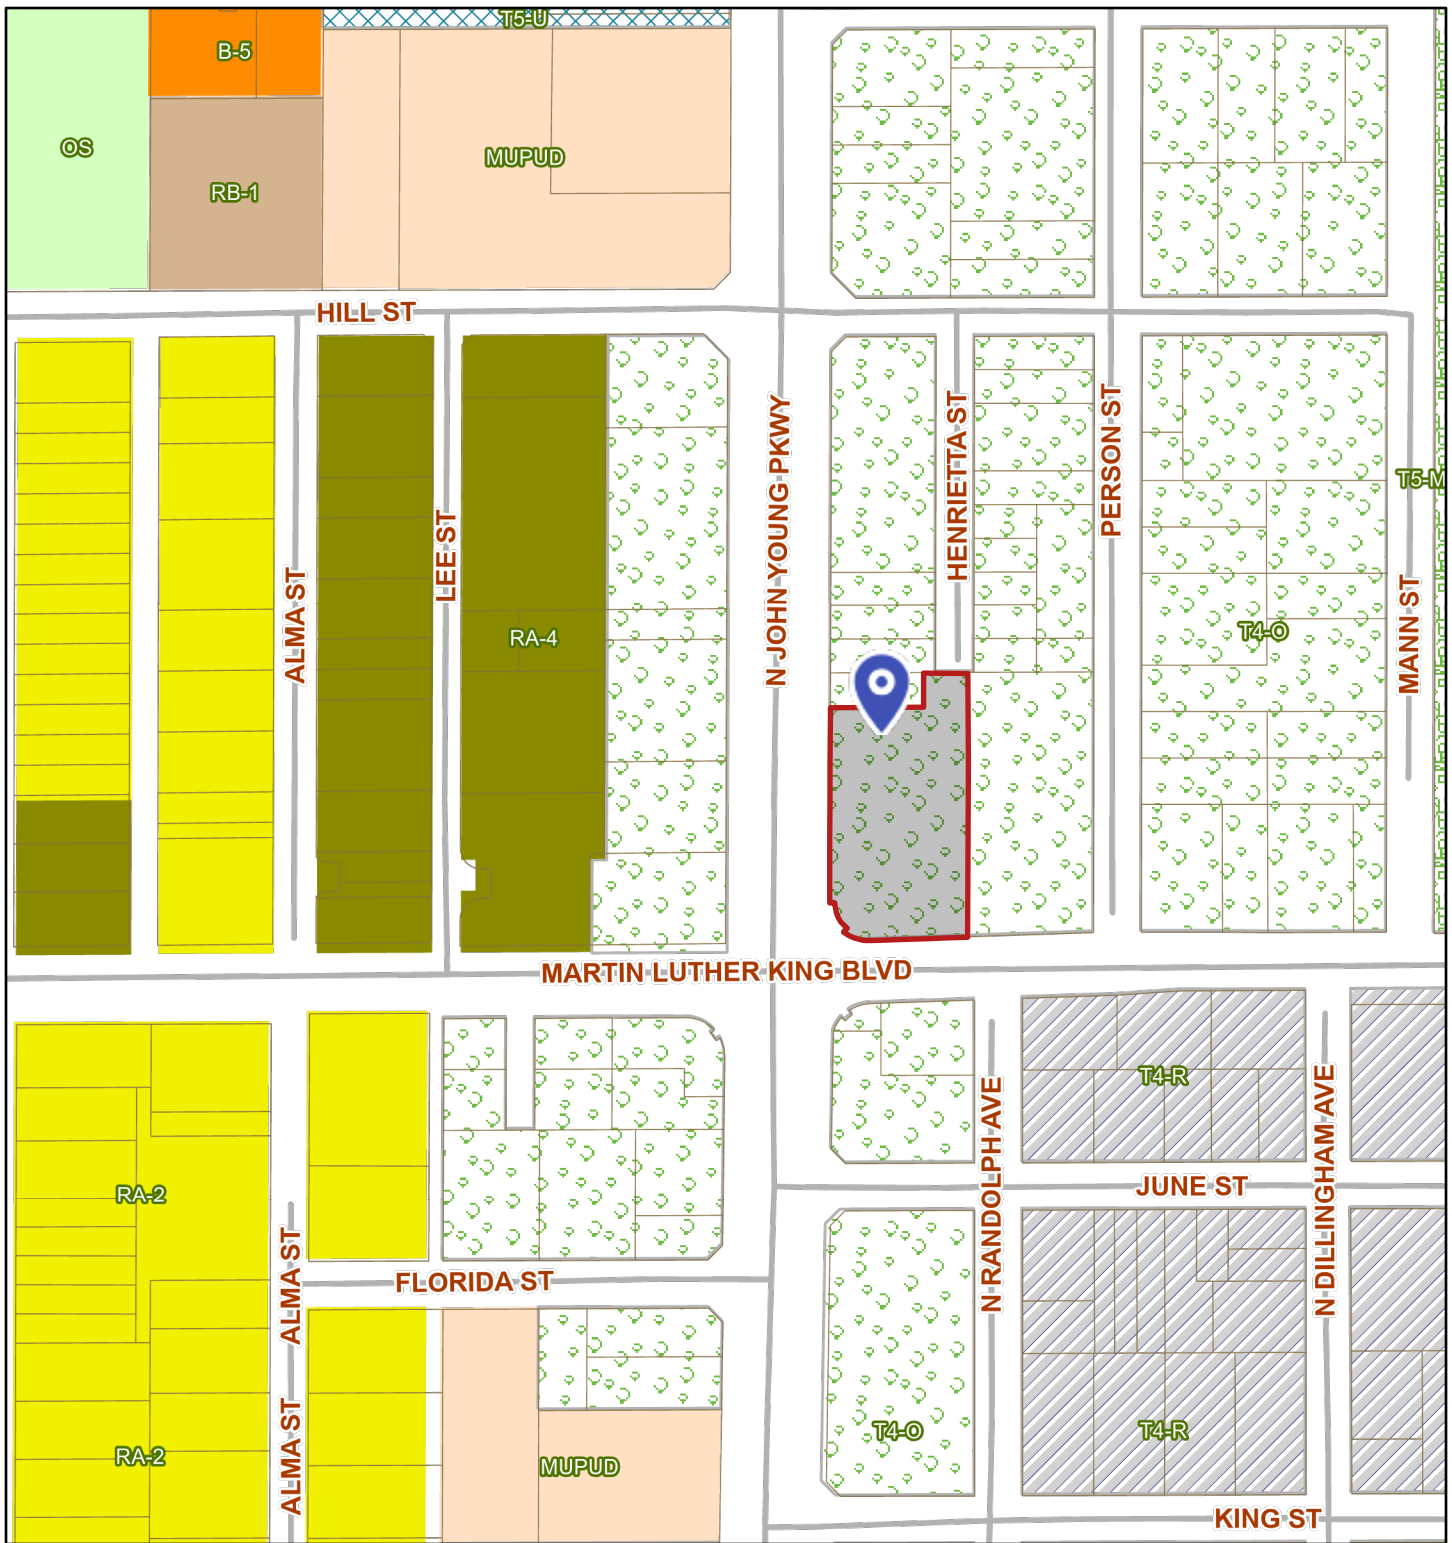 T5-U
B-5
OS
MUPUD
RB-1
HILL ST
N JOHN YOUNG PKWY
HENRIETTA ST
PERSON ST
T5-M
LEE ST
ALMA ST
RA-4
T4-O
MANN ST
MARTIN LUTHER KING BLVD
T4-R
N RANDOLPH AVE
N DILLINGHAM AVE
RA-2
JUNE ST
ALMA ST
FLORIDA ST
T4-O
T4-R
RA-2
ALMA ST
MUPUD
KING ST